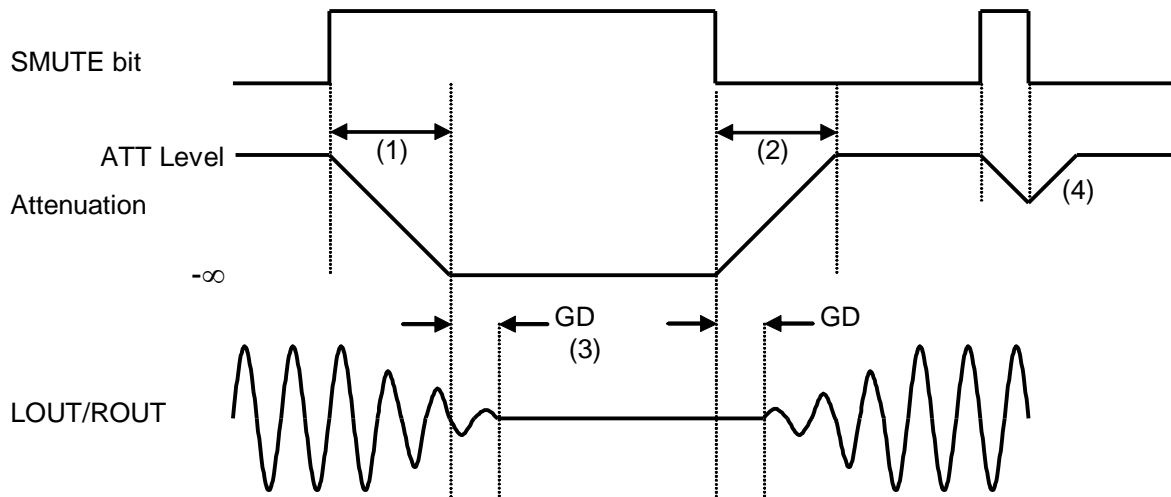 SMUTE bit
ATT Level
(1)
(2)
(4)
Attenuation
-∞
GD
(3)
GD
LOUT/ROUT